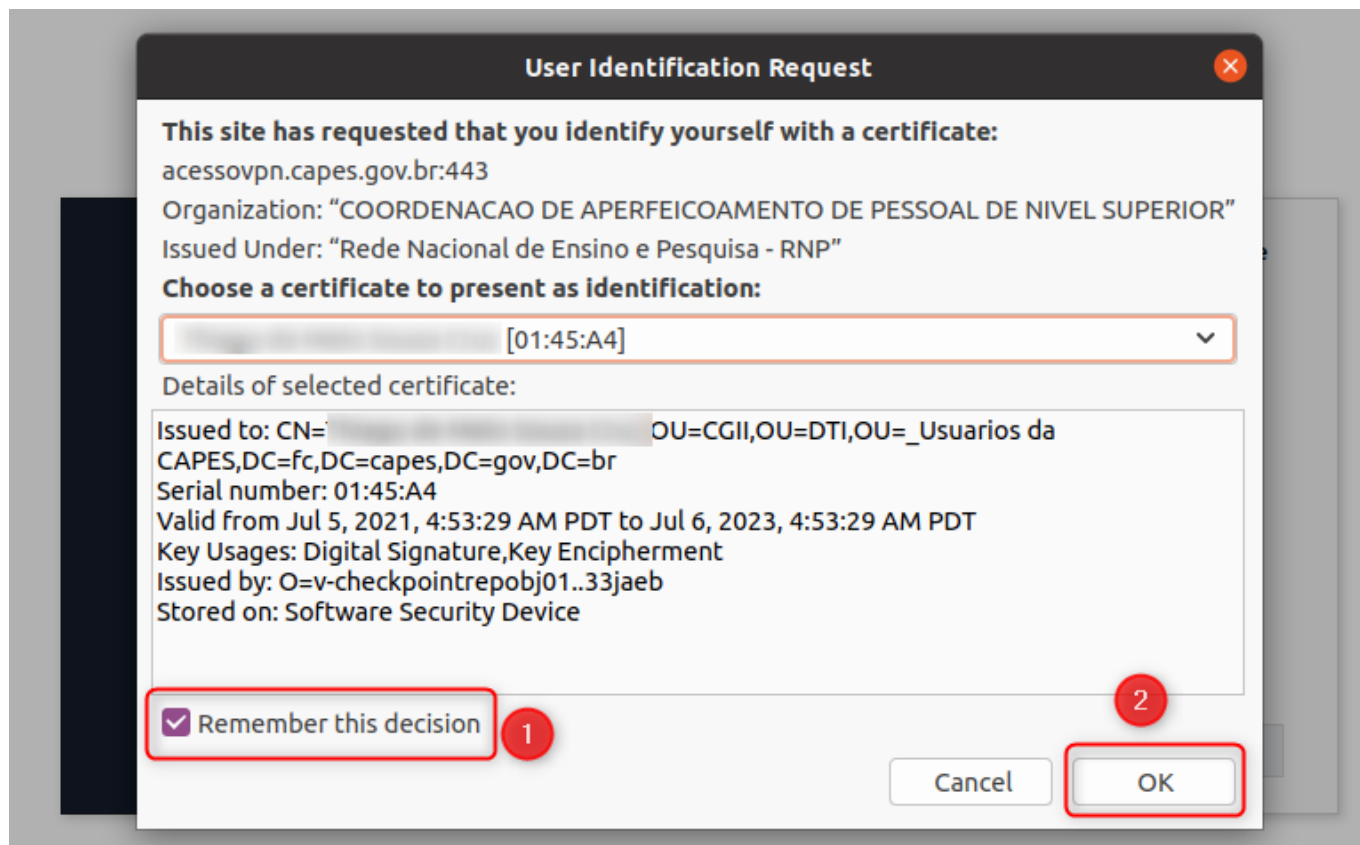 User Identification Request
This site has requested that you identify yourself with a certificate:
acessovpn.capes.gov.br:443
Organization: “COORDENACAO DE APERFEICOAMENTO DE PESSOAL DE NIVEL SUPERIOR”
Issued Under: “Rede Nacional de Ensino e Pesquisa - RNP”
Choose a certificate to present as identification:
[01:45:A4]
Details of selected certificate:
Issued to: CN= OU=CGII,OU=DTI,OU=_Usuarios da
CAPES,DC=fc,DC=capes,DC=gov,DC=br
Serial number: 01:45:A4
Valid from Jul 5, 2021, 4:53:29 AM PDT to Jul 6, 2023, 4:53:29 AM PDT
Key Usages: Digital Signature,Key Encipherment
Issued by: O=v-checkpointrepobj01..33jaeb
Stored on: Software Security Device
2
Remember this decision 1
Cancel OK